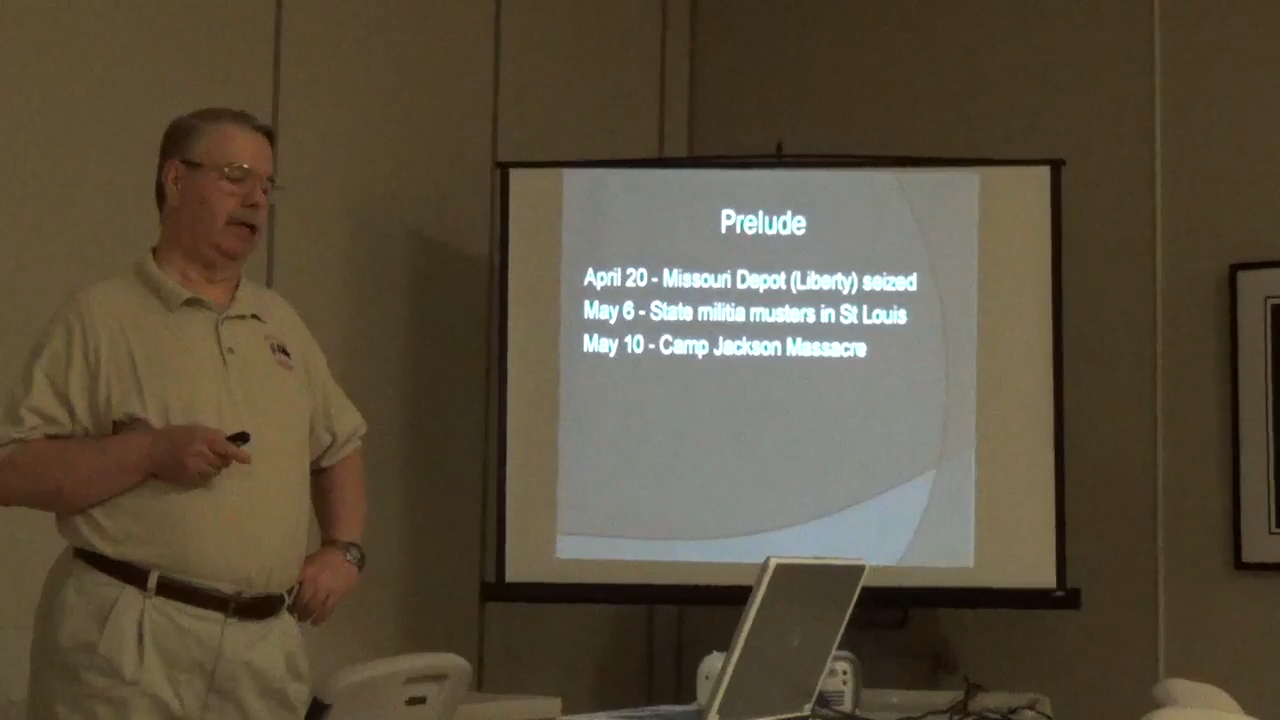 Prelude
April 20 - Missouri Depot (Liberty) seized
May 6 - State militia musters in St Louis
May 10 - Camp Jackson Massacre